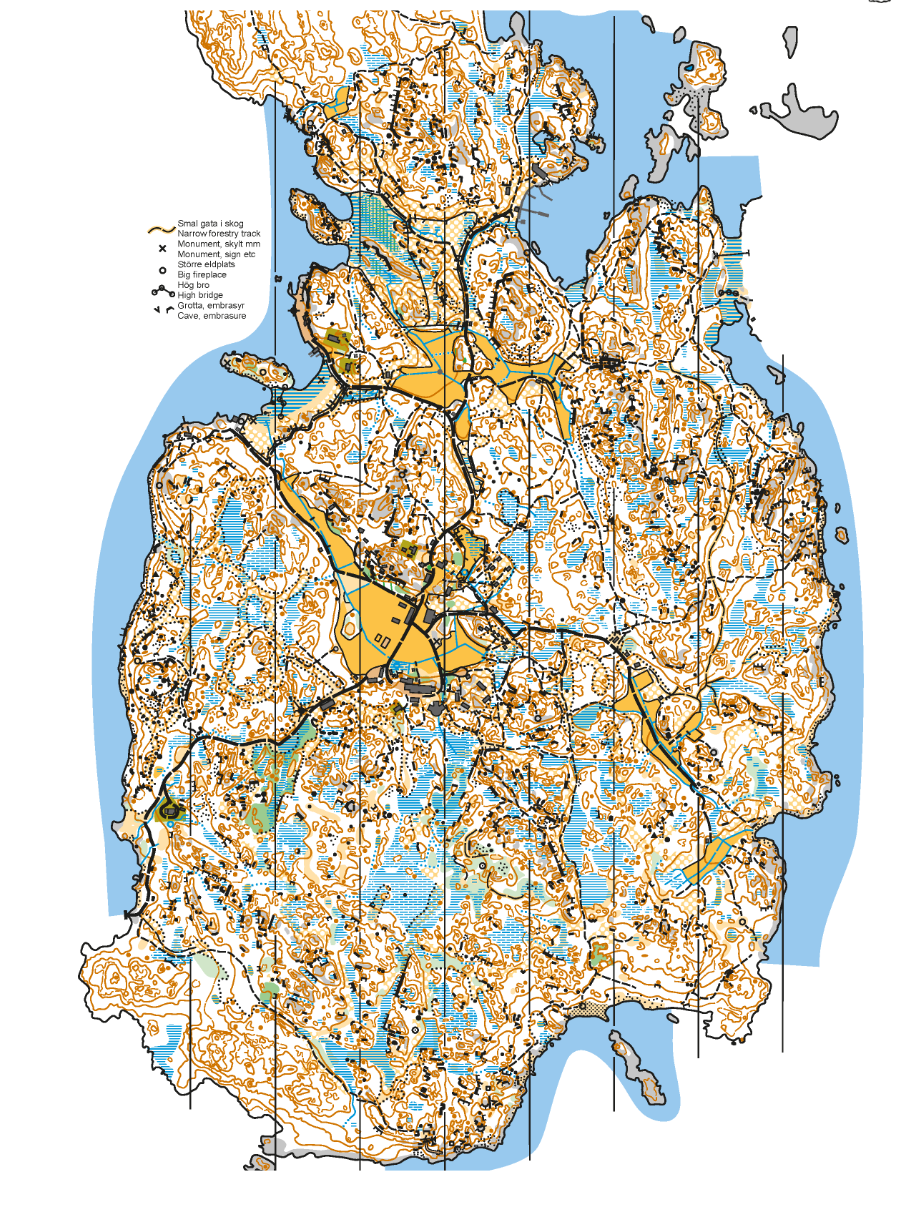 Smal gata i skog
Narrow forestry track
Monument, skylt mm
Monument, sign etc
Större eldplats
Big fireplace
Hög bro
High bridge
Grotta, embrasyr
Cave, embrasure